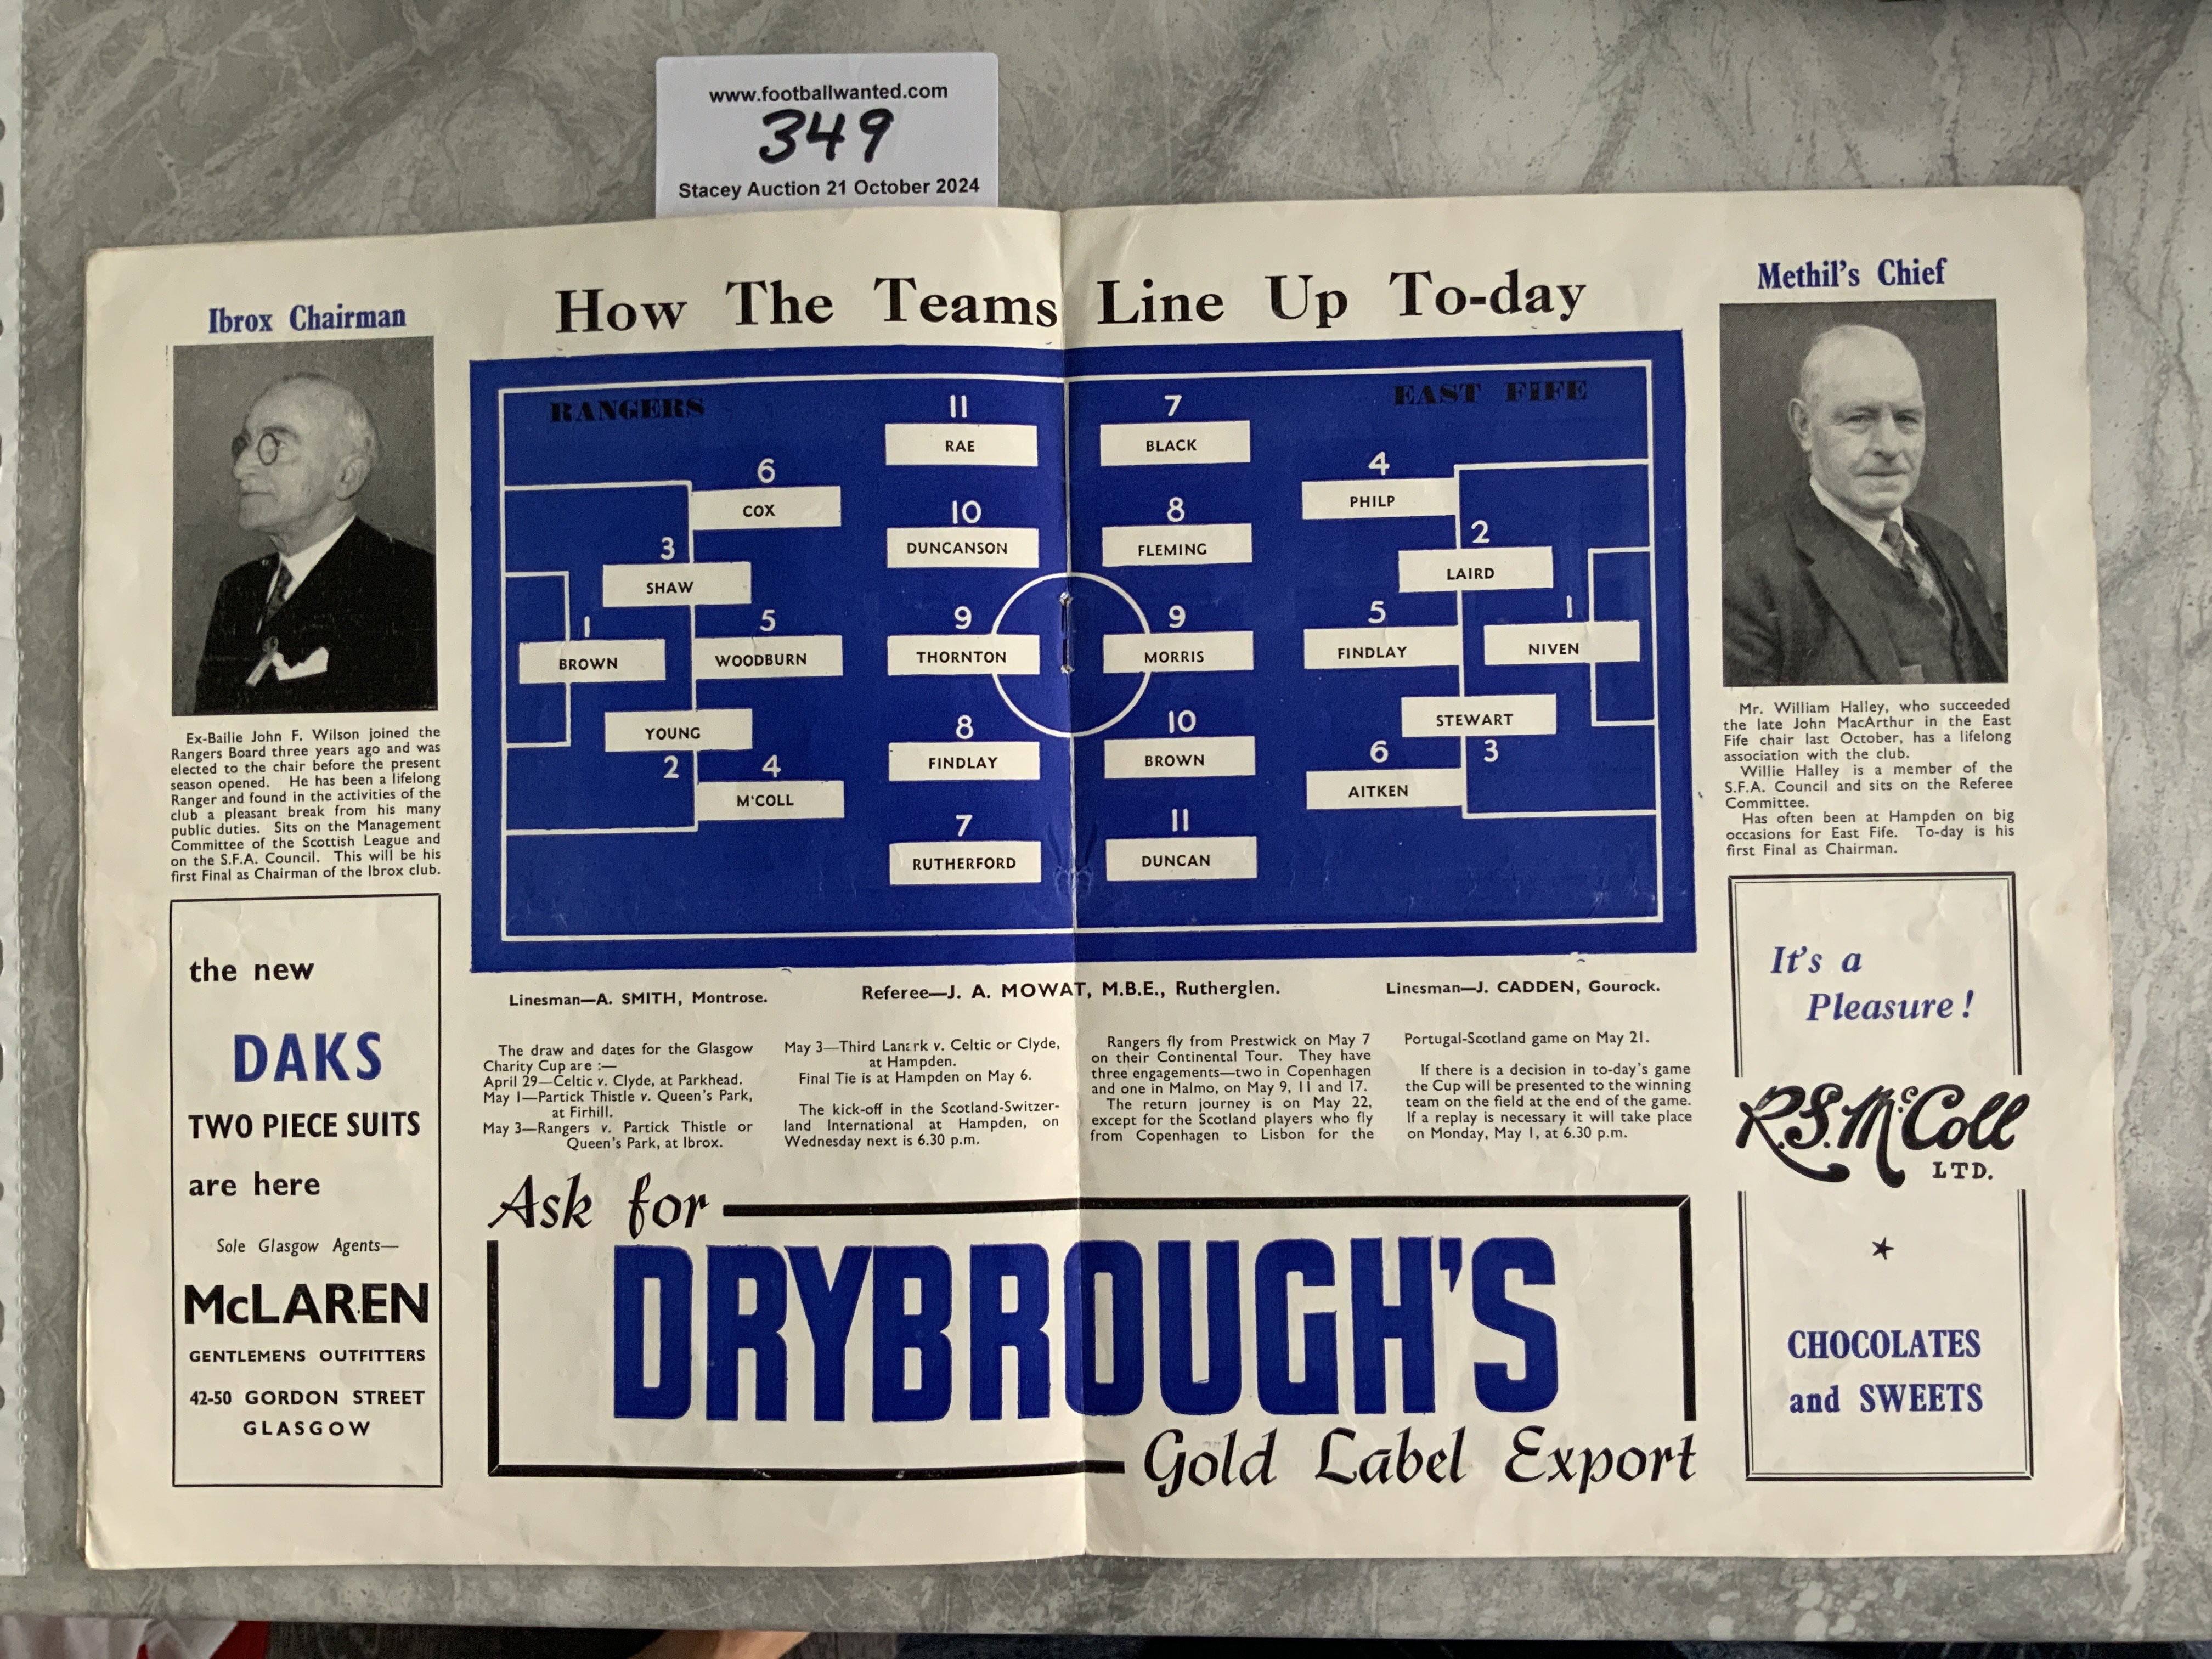 www.footballwanted.com
349
Stacey Auction 21 October 2024
How The Teams Line Up To-day
Ibrox Chairman
Ex-Bailie John F. Wilson joined the
Rangers Board three years ago and was
elected to the chair before the present
season opened. He has been a lifelong
Ranger and found in the activities of the
club a pleasant break from his many
public duties. Sits on the Management
Committee of the Scottish League and
on the S.F.A. Council. This will be his
first Final as Chairman of the Ibrox club.
the new
DAKS
TWO PIECE SUITS
are here
Sole Glasgow Agents—
McLAREN
GENTLEMENS OUTFITTERS
42-50 GORDON STREET
GLASGOW
RANGERS
1
BROWN
2
YOUNG
3
SHAW
4
M'COLL
5
WOODBURN
6
COX
7
RUTHERFORD
8
FINDLAY
9
THORNTON
10
DUNCANSON
11
RAE
EAST FIFE
7
BLACK
8
FLEMING
9
MORRIS
10
BROWN
11
DUNCAN
4
PHILP
5
FINDLAY
6
AITKEN
2
LAIRD
STEWART
3
1
NIVEN
Linesman—A. SMITH, Montrose.
Referee—J. A. MOWAT, M.B.E., Rutherglen.
Linesman—J. CADDEN, Gourock.
The draw and dates for the Glasgow
Charity Cup are :—
April 29—Celtic v. Clyde, at Parkhead.
May 1—Partick Thistle v. Queen's Park,
at Firhill.
May 3—Rangers v. Partick Thistle or
Queen's Park, at Ibrox.
May 3—Third Lanark v. Celtic or Clyde,
at Hampden.
Final Tie is at Hampden on May 6.
The kick-off in the Scotland-Switzer-
land International at Hampden, on
Wednesday next is 6.30 p.m.
Rangers fly from Prestwick on May 7
on their Continental Tour. They have
three engagements—two in Copenhagen
and one in Malmo, on May 9, 11 and 17.
The return journey is on May 22,
except for the Scotland players who fly
from Copenhagen to Lisbon for the
Portugal-Scotland game on May 21.
If there is a decision in to-day's game
the Cup will be presented to the winning
team on the field at the end of the game.
If a replay is necessary it will take place
on Monday, May 1, at 6.30 p.m.
Ask for
DRYBROUGH'S
Gold Label Export
Methil's Chief
Mr. William Halley, who succeeded
the late John MacArthur in the East
Fife chair last October, has a lifelong
association with the club.
Willie Halley is a member of the
S.F.A. Council and sits on the Referee
Committee.
Has often been at Hampden on big
occasions for East Fife. To-day is his
first Final as Chairman.
It's a
Pleasure!
R.S. McColl
LTD.
CHOCOLATES
and SWEETS